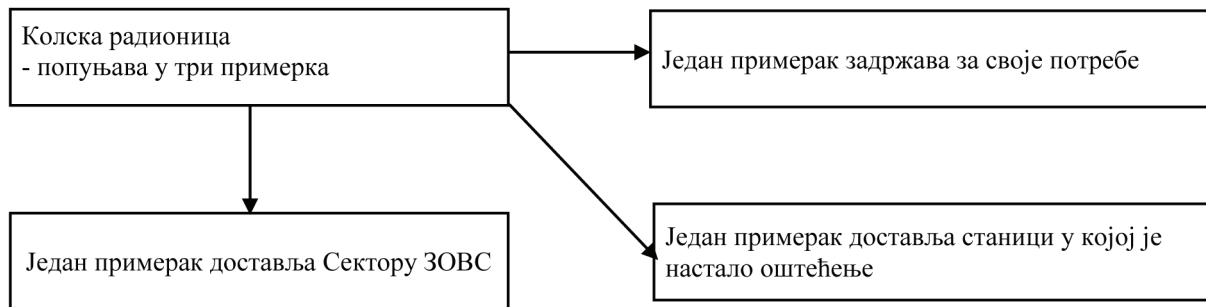 Колска радионица
- попуњава у три примерка
Један примерак задржава за своје потребе
Један примерак доставља Сектору ЗОВС
Један примерак доставља станици у којој је
настало оштећење